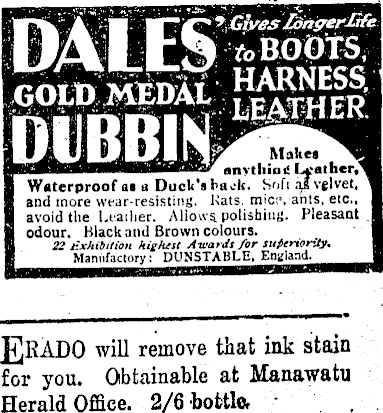 DALES'
GOLD MEDAL
DUBBIN
Gives Longer Life
to BOOTS,
HARNESS,
LEATHER.
Makes
anything Leather,
Waterproof as a Duck's back. Soft as velvet,
and more wear-resisting. Rats, mice, ants, etc.,
avoid the Leather. Allows polishing. Pleasant
odour. Black and Brown colours.
22 Exhibition highest Awards for superiority.
Manufactory: DUNSTABLE, England.
ERADO will remove that ink stain
for you. Obtainable at Manawatu
Herald Office. 2/6 bottle.